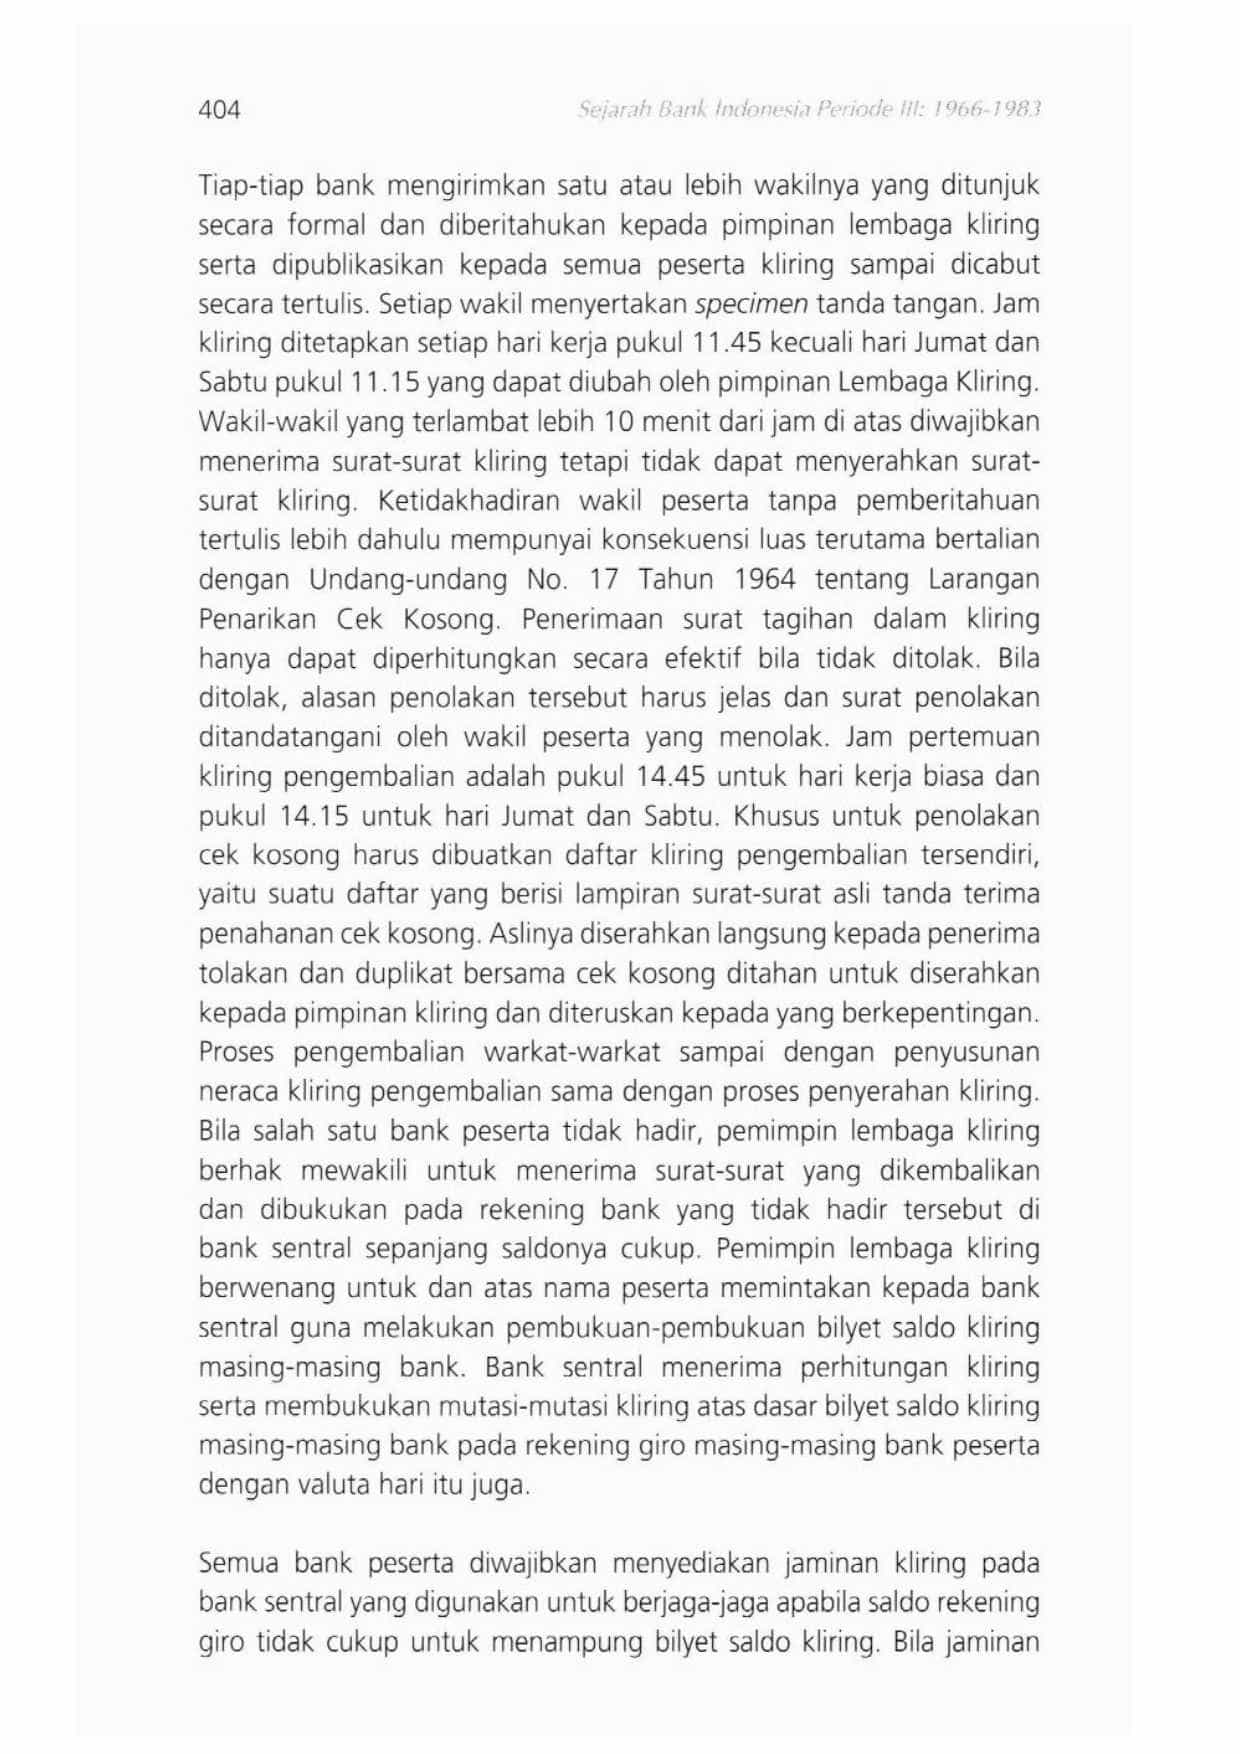 404
Sejarah Bank Indonesia Periode III: 1966-1983
Tiap-tiap bank mengirimkan satu atau lebih wakilnya yang ditunjuk
secara formal dan diberitahukan kepada pimpinan lembaga kliring
serta dipublikasikan kepada semua peserta kliring sampai dicabut
secara tertulis. Setiap wakil menyertakan specimen tanda tangan. Jam
kliring ditetapkan setiap hari kerja pukul 11.45 kecuali hari Jumat dan
Sabtu pukul 11.15 yang dapat diubah oleh pimpinan Lembaga Kliring.
Wakil-wakil yang terlambat lebih 10 menit dari jam di atas diwajibkan
menerima surat-surat kliring tetapi tidak dapat menyerahkan surat-
surat kliring. Ketidakhadiran wakil peserta tanpa pemberitahuan
tertulis lebih dahulu mempunyai konsekuensi luas terutama bertalian
dengan Undang-undang No. 17 Tahun 1964 tentang Larangan
Penarikan Cek Kosong. Penerimaan surat tagihan dalam kliring
hanya dapat diperhitungkan secara efektif bila tidak ditolak. Bila
ditolak, alasan penolakan tersebut harus jelas dan surat penolakan
ditandatangani oleh wakil peserta yang menolak. Jam pertemuan
kliring pengembalian adalah pukul 14.45 untuk hari kerja biasa dan
pukul 14.15 untuk hari Jumat dan Sabtu. Khusus untuk penolakan
cek kosong harus dibuatkan daftar kliring pengembalian tersendiri,
yaitu suatu daftar yang berisi lampiran surat-surat asli tanda terima
penahanan cek kosong. Aslinya diserahkan langsung kepada penerima
tolakan dan duplikat bersama cek kosong ditahan untuk diserahkan
kepada pimpinan kliring dan diteruskan kepada yang berkepentingan.
Proses pengembalian warkat-warkat sampai dengan penyusunan
neraca kliring pengembalian sama dengan proses penyerahan kliring.
Bila salah satu bank peserta tidak hadir, pemimpin lembaga kliring
berhak mewakili untuk menerima surat-surat yang dikembalikan
dan dibukukan pada rekening bank yang tidak hadir tersebut di
bank sentral sepanjang saldonya cukup. Pemimpin lembaga kliring
berwenang untuk dan atas nama peserta memintakan kepada bank
sentral guna melakukan pembukuan-pembukuan bilyet saldo kliring
masing-masing bank. Bank sentral menerima perhitungan kliring
serta membukukan mutasi-mutasi kliring atas dasar bilyet saldo kliring
masing-masing bank pada rekening giro masing-masing bank peserta
dengan valuta hari itu juga.
Semua bank peserta diwajibkan menyediakan jaminan kliring pada
bank sentral yang digunakan untuk berjaga-jaga apabila saldo rekening
giro tidak cukup untuk menampung bilyet saldo kliring. Bila jaminan